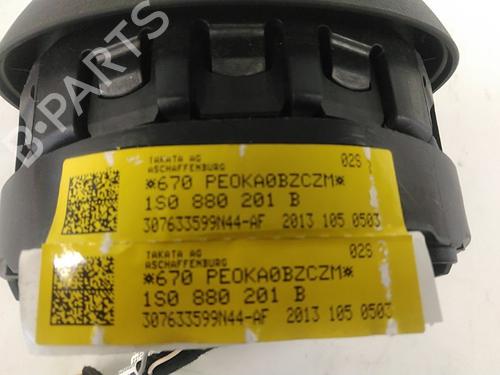 B-PARTS
TAKATA AG
ASCHAFFENBURG
02S
*670 PEOKA0BZCZM*
1S0 880 201 B
307633599N44-AF 2013 105 0503
TAKATA AG
ASCHAFFENBURG
02S
*670 PEOKA0BZCZM*
1S0 880 201 B
307633599N44-AF 2013 105 0503